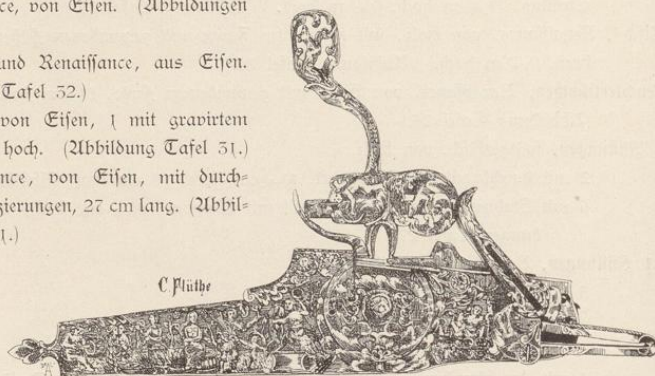 ce, von Eiſen. (Abbildungen
und Renaiſſance, aus Eiſen.
Tafel 32.)
von Eiſen, 1 mit gravirtem
hoch. (Abbildung Tafel 31.)
nce, von Eiſen, mit durch-
zierungen, 27 cm lang. (Abbil-
1.)
C. Plüthe